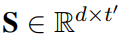 S ∈ ℝ^{d×t′}